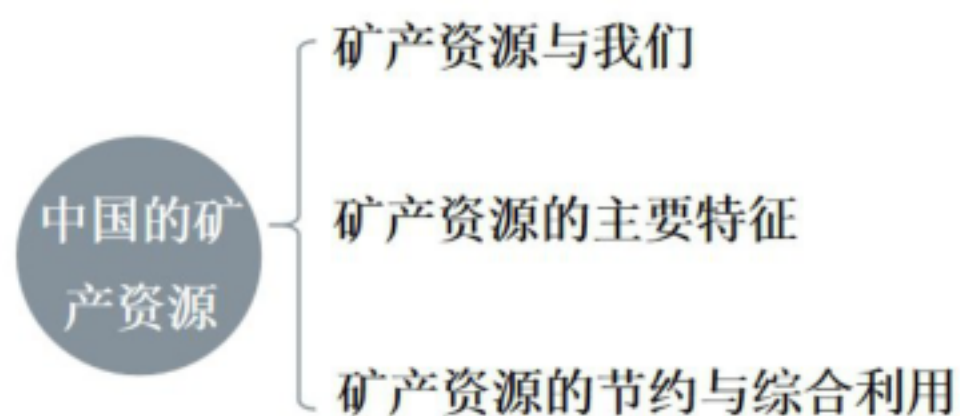 矿产资源与我们
中国的矿
产资源
矿产资源的主要特征
矿产资源的节约与综合利用